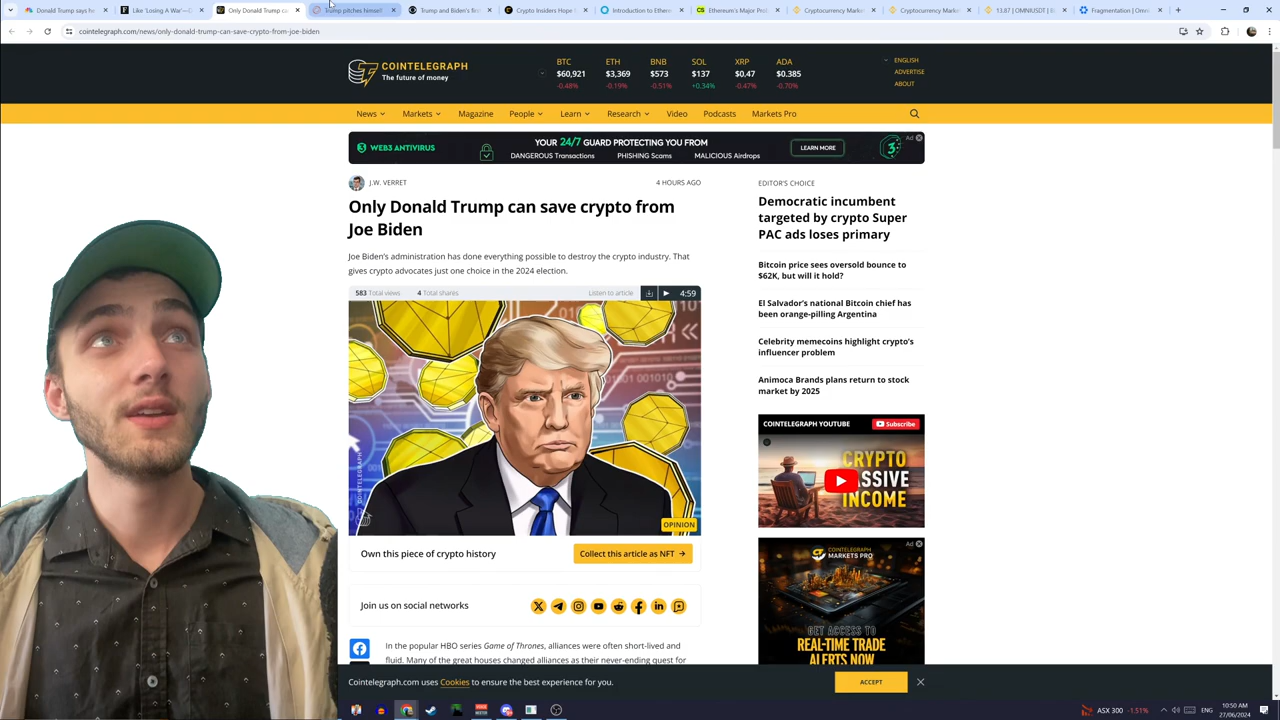 Donald Trump says he
Like 'Losing A War'—D
Only Donald Trump ca
Trump pitches himself
Trump and Biden's Bitc
Crypto Insiders Hope f
Introduction to Ethere
Ethereum's Major Prob
Cryptocurrency Market
Cryptocurrency Market
13.87 | OMNIUSDT | B
Fragmentation | Omni
cointelegraph.com/news/only-donald-trump-can-save-crypto-from-joe-biden
COINTELEGRAPH
The future of money
BTC ETH BNB SOL XRP ADA
$60,921 $3,369 $573 $137 $0.47 $0.385
-0.48% -0.19% -0.51% +0.34% -0.47% -0.70%
ENGLISH
ADVERTISE
ABOUT
News Markets Magazine People Learn Research Video Podcasts Markets Pro
WEB3 ANTIVIRUS
YOUR 24/7 GUARD PROTECTING YOU FROM
DANGEROUS Transactions PHISHING Scams MALICIOUS Airdrops
LEARN MORE
Ad
J.W. VERRET
4 HOURS AGO
Only Donald Trump can save crypto from
Joe Biden
Joe Biden's administration has done everything possible to destroy the crypto industry. That
gives crypto advocates just one choice in the 2024 election.
583 Total views 4 Total shares Listen to article 4:59
COINTELEGRAPH
OPINION
Own this piece of crypto history
Collect this article as NFT →
Join us on social networks
In the popular HBO series Game of Thrones, alliances were often short-lived and
fluid. Many of the great houses changed alliances as their never-ending quest for
EDITOR'S CHOICE
Democratic incumbent
targeted by crypto Super
PAC ads loses primary
Bitcoin price sees oversold bounce to
$62K, but will it hold?
El Salvador's national Bitcoin chief has
been orange-pilling Argentina
Celebrity memecoins highlight crypto's
influencer problem
Animoca Brands plans return to stock
market by 2025
COINTELEGRAPH YOUTUBE
Subscribe
CRYPTO
PASSIVE
INCOME
Ad
COINTELEGRAPH
MARKETS PRO
GET ACCESS TO
REAL-TIME TRADE
ALERTS NOW
Cointelegraph.com uses Cookies to ensure the best experience for you.
ACCEPT
ASX 300 -1.51%
ENG
10:50 AM
27/06/2024